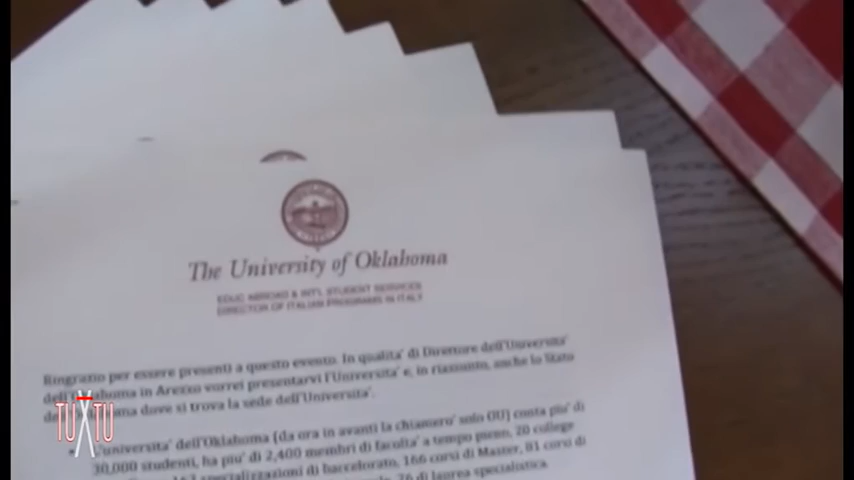 The University of Oklahoma
EDUC ABROAD & INT'L STUDENT SERVICES
DIRECTOR OF ITALIAN PROGRAMS IN ITALY
Ringrazio per essere presenti a questo evento. In qualita' di Direttore dell'Universita'
dell' in Arezzo vorrei presentarvi l'Universita' e, in riassunto, anche lo Stato
dove si trova la sede dell'Universita'.
L'universita' dell'Oklahoma (da ora in avanti la chiamero' solo OU) conta piu' di
30,000 studenti, ha piu' di 2,400 membri di faculta' a tempo pieno, 20 college
specializzazioni di baccelorato, 166 corsi di Master, 81 corsi di
26 di laurea specialistica.
TUXTU